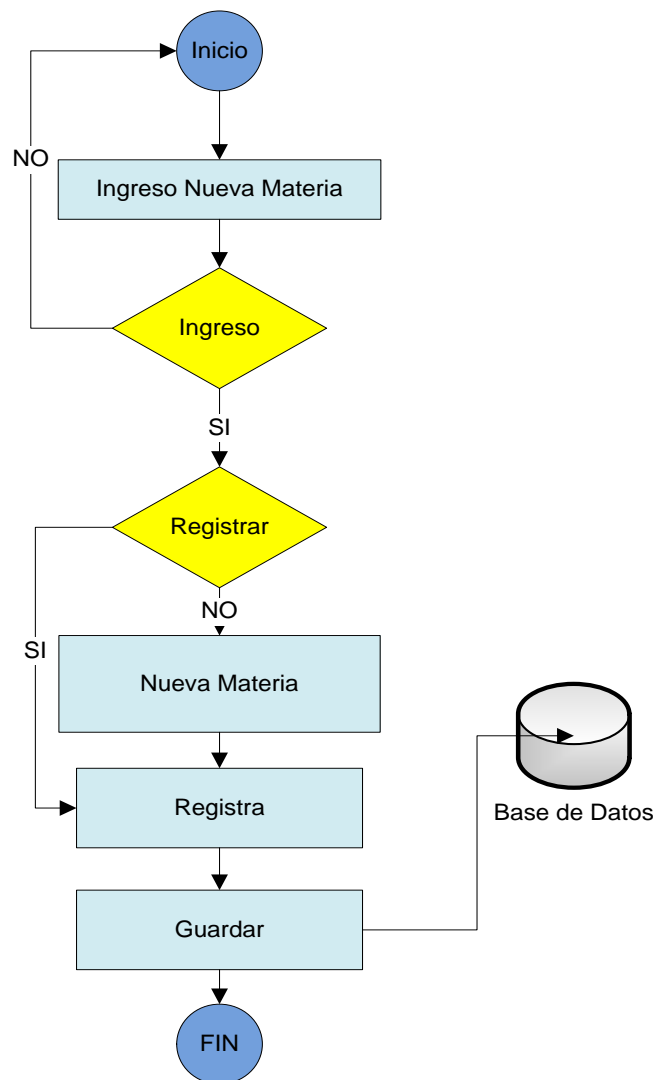 Inicio
NO
Ingreso Nueva Materia
Ingreso
SI
Registrar
NO
SI
Nueva Materia
Registra
Base de Datos
Guardar
FIN